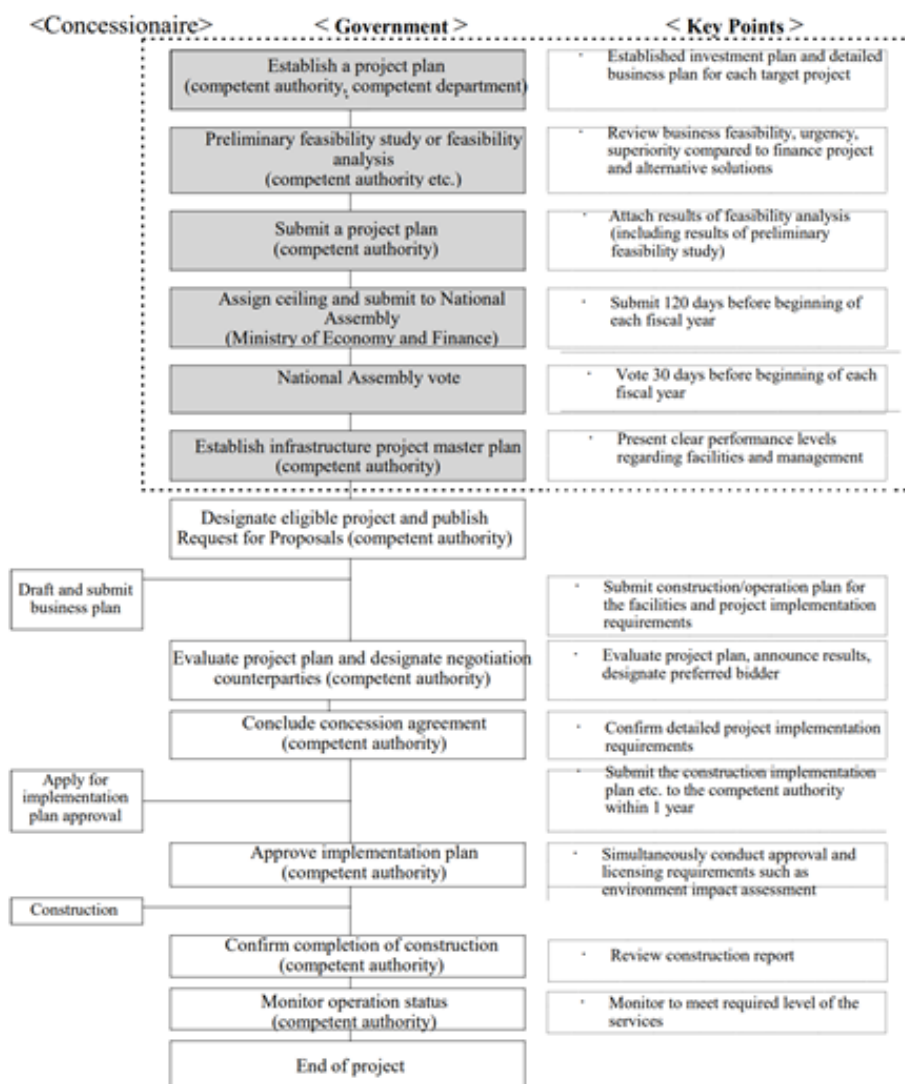 <Concessionaire> < Government > < Key Points >
Establish a project plan
(competent authority, competent department)
· Established investment plan and detailed
business plan for each target project
Preliminary feasibility study or feasibility
analysis
(competent authority etc.)
· Review business feasibility, urgency,
superiority compared to finance project
and alternative solutions
Submit a project plan
(competent authority)
· Attach results of feasibility analysis
(including results of preliminary
feasibility study)
Assign ceiling and submit to National
Assembly
(Ministry of Economy and Finance)
· Submit 120 days before beginning of
each fiscal year
National Assembly vote
· Vote 30 days before beginning of each
fiscal year
Establish infrastructure project master plan
(competent authority)
· Present clear performance levels
regarding facilities and management
Designate eligible project and publish
Request for Proposals (competent authority)
Draft and submit
business plan
· Submit construction/operation plan for
the facilities and project implementation
requirements
Evaluate project plan and designate negotiation
counterparties (competent authority)
· Evaluate project plan, announce results,
designate preferred bidder
Conclude concession agreement
(competent authority)
· Confirm detailed project implementation
requirements
Apply for
implementation
plan approval
· Submit the construction implementation
plan etc. to the competent authority
within 1 year
Approve implementation plan
(competent authority)
· Simultaneously conduct approval and
licensing requirements such as
environment impact assessment
Construction
Confirm completion of construction
(competent authority)
· Review construction report
Monitor operation status
(competent authority)
· Monitor to meet required level of the
services
End of project